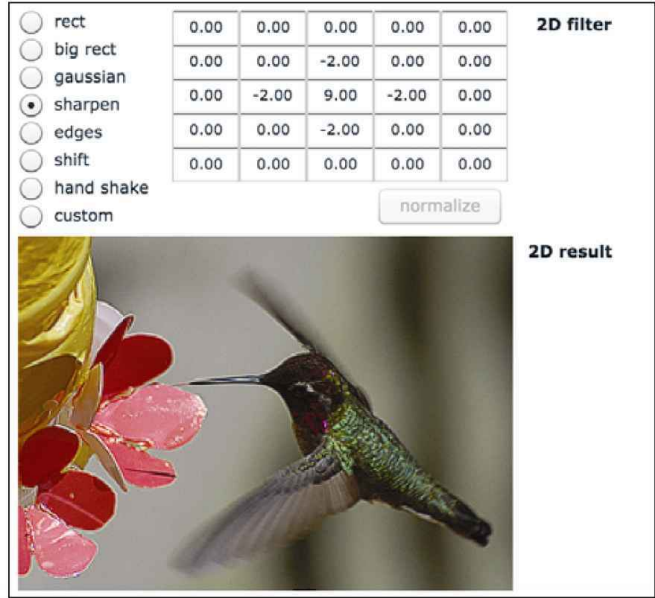 rect
big rect
gaussian
sharpen
edges
shift
hand shake
custom
0.00 0.00 0.00 0.00 0.00
0.00 0.00 -2.00 0.00 0.00
0.00 -2.00 9.00 -2.00 0.00
0.00 0.00 -2.00 0.00 0.00
0.00 0.00 0.00 0.00 0.00
normalize
2D filter
2D result